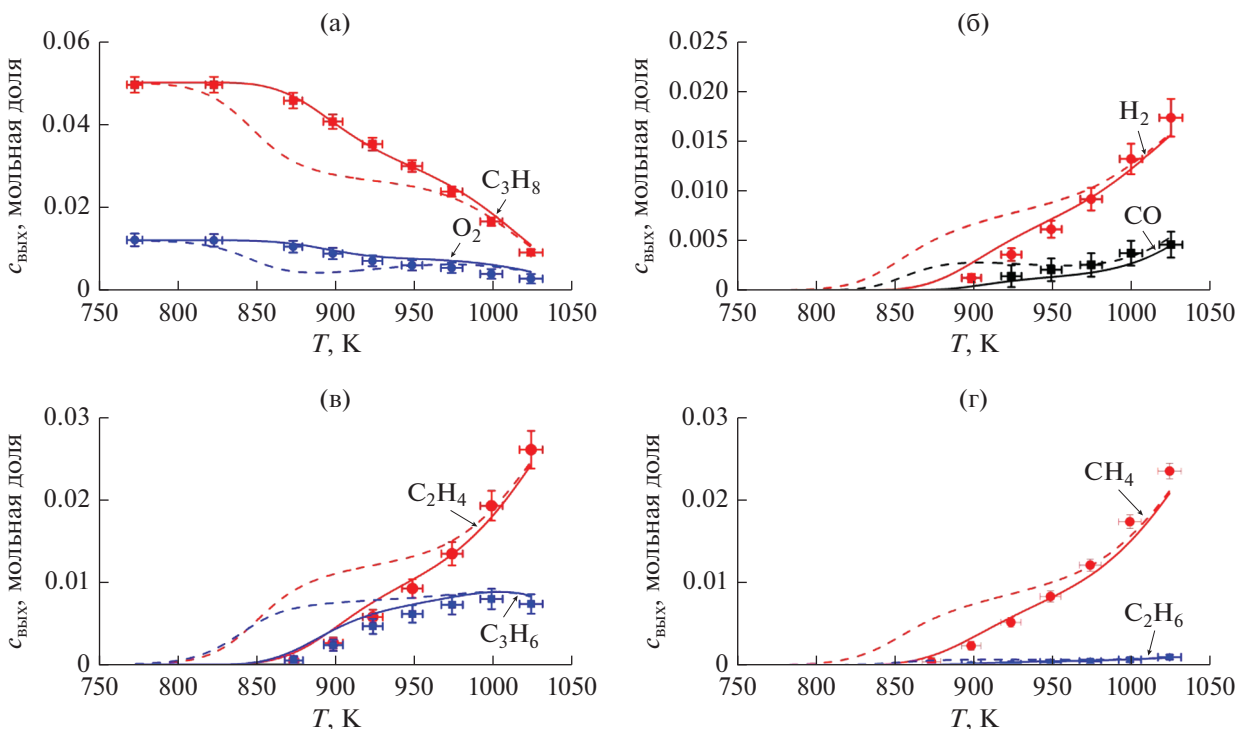 (а)
0.06
0.04
0.02
0
свых, мольная доля
C3H8
O2
750 800 850 900 950 1000 1050
T, K
(б)
0.025
0.020
0.015
0.010
0.005
0
свых, мольная доля
H2
CO
750 800 850 900 950 1000 1050
T, K
(в)
0.03
0.02
0.01
0
свых, мольная доля
C2H4
C3H6
750 800 850 900 950 1000 1050
T, K
(г)
0.03
0.02
0.01
0
свых, мольная доля
CH4
C2H6
750 800 850 900 950 1000 1050
T, K